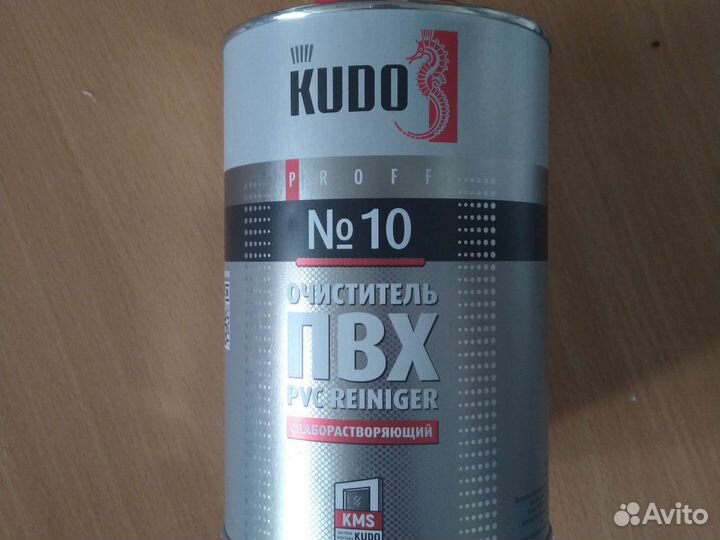 KUDO
PROFF
№10
ОЧИСТИТЕЛЬ
ПВХ
PVC REINIGER
СЛАБОРАСТВОРЯЮЩИЙ
KMS
KUDO
Avito